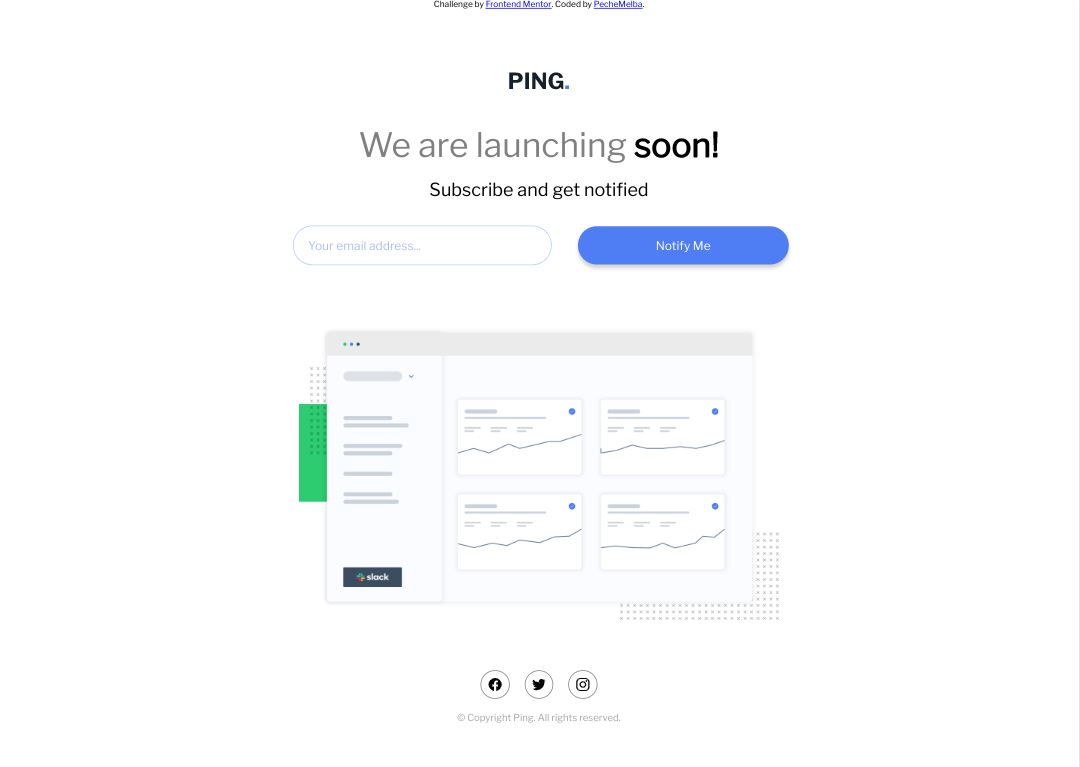 Challenge by Frontend Mentor. Coded by PecheMelba.
PING.
We are launching soon!
Subscribe and get notified
Your email address...
Notify Me
slack
© Copyright Ping. All rights reserved.